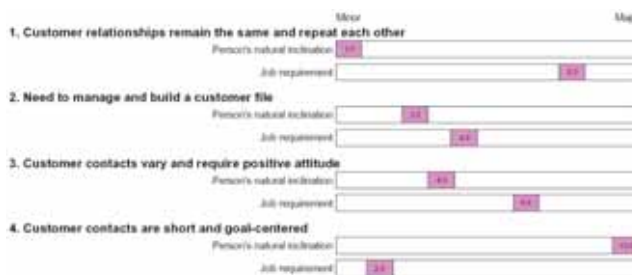 Minor
1. Customer relationships remain the same and repeat each other
Person's natural inclination
Job requirement
2. Need to manage and build a customer file
Person's natural inclination
Job requirement
3. Customer contacts vary and require positive attitude
Person's natural inclination
Job requirement
4. Customer contacts are short and goal-centered
Person's natural inclination
Job requirement